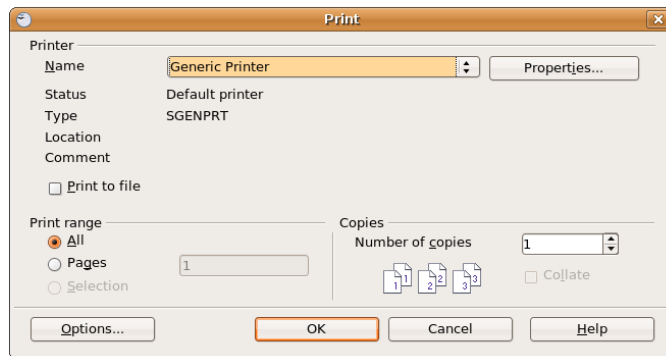 Print
Printer
Name Generic Printer Properties...
Status Default printer
Type SGENPRT
Location
Comment
Print to file
Print range
All
Pages 1
Selection
Copies
Number of copies 1
1 1 2 2 3 3
Collate
Options... OK Cancel Help